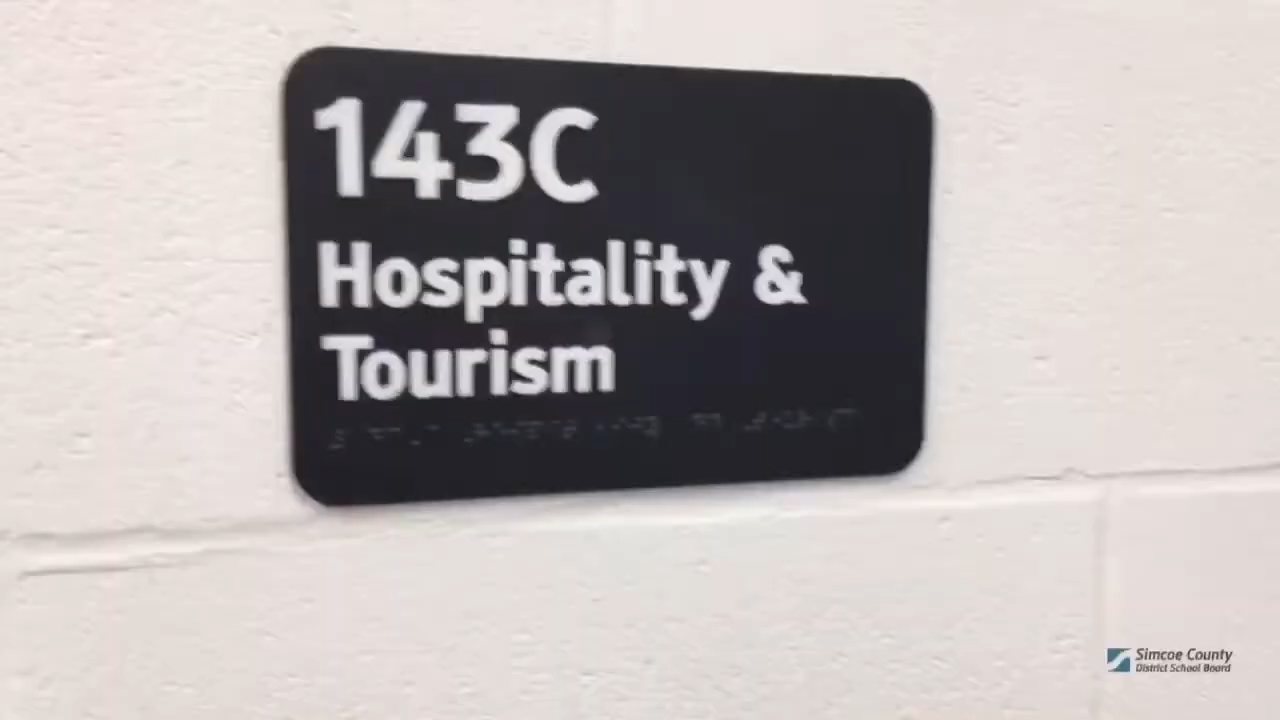 143C
Hospitality &
Tourism
Simcoe County
District School Board